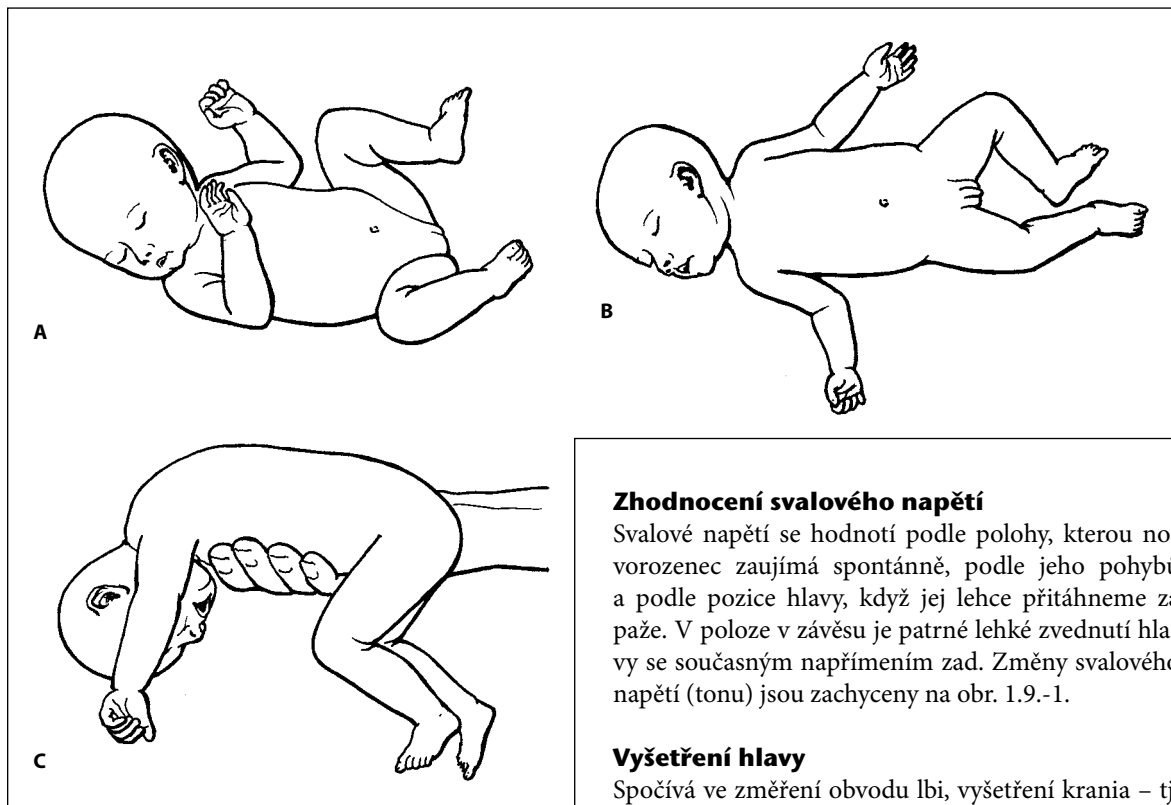 A
B
C
Zhodnocení svalového napětí
Svalové napětí se hodnotí podle polohy, kterou no-
vorozenec zaujímá spontánně, podle jeho pohybů
a podle pozice hlavy, když jej lehce přitáhneme za
paže. V poloze v závěsu je patrné lehké zvednutí hla-
vy se současným napřímením zad. Změny svalového
napětí (tonu) jsou zachyceny na obr. 1.9.-1.
Vyšetření hlavy
Spočívá ve změření obvodu lbi, vyšetření krania – tj